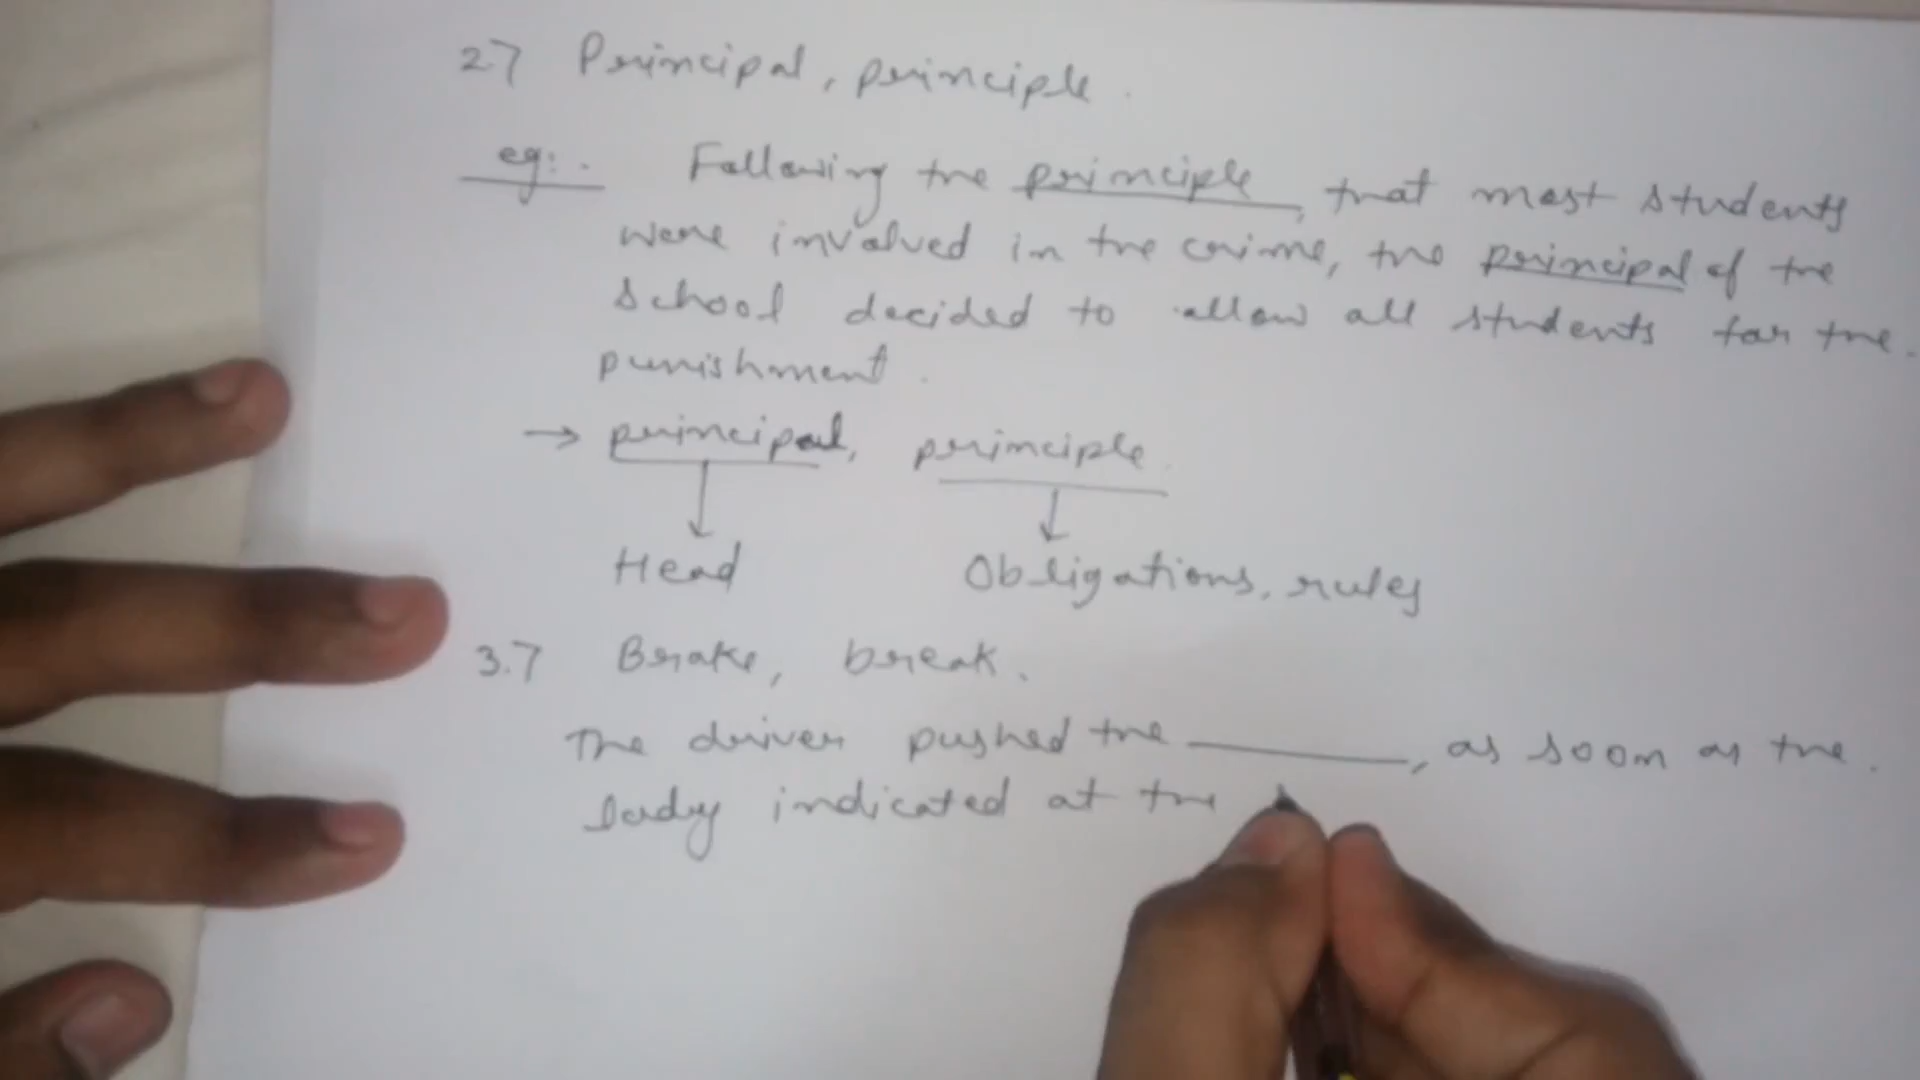 27 Principal, principle.
eg:. Following the principle, that most students
were involved in the crime, the principal of the
school decided to allow all students for the.
punishment.
→ principal, principle.
Head Obligations, rules
3.7 Brake, break.
The driver pushed the ______, as soon as the.
lady indicated at the